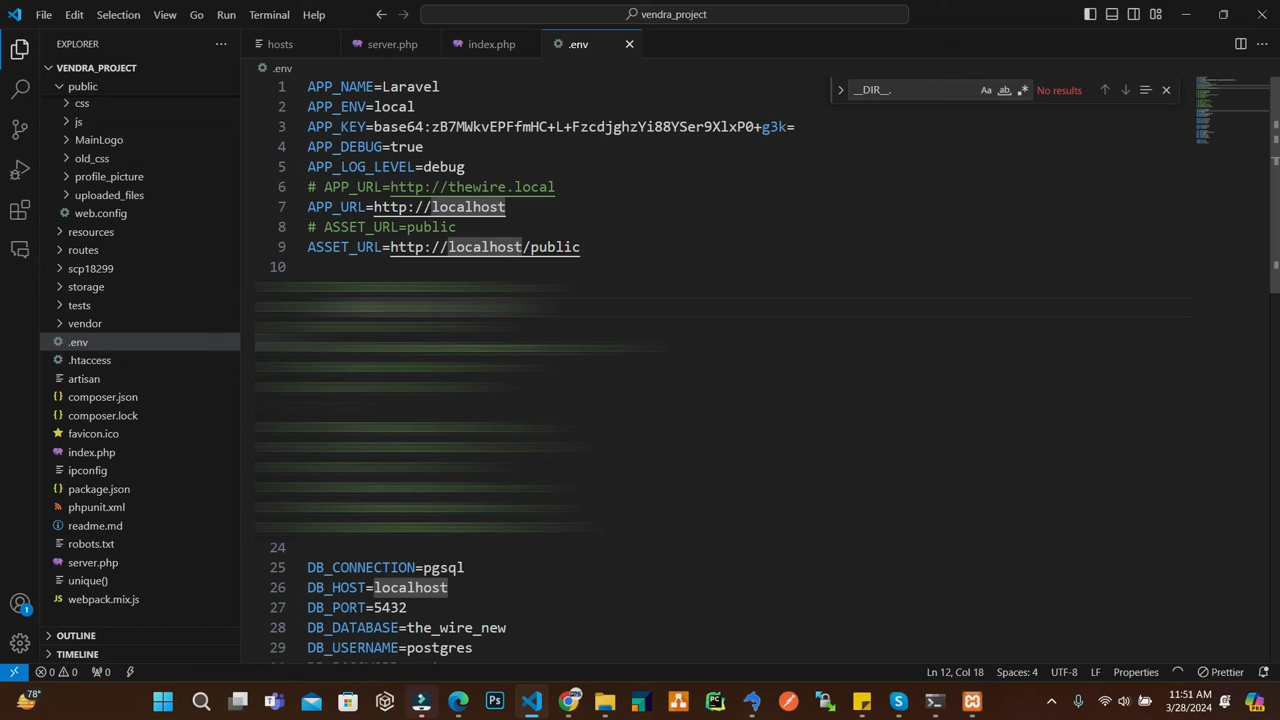 File Edit Selection View Go Run Terminal Help
vendra_project
EXPLORER
hosts
server.php
index.php
.env
VENDRA_PROJECT
public
css
js
MainLogo
old_css
profile_picture
uploaded_files
web.config
resources
routes
scp18299
storage
tests
vendor
.env
.htaccess
artisan
composer.json
composer.lock
favicon.ico
index.php
ipconfig
package.json
phpunit.xml
readme.md
robots.txt
server.php
unique()
webpack.mix.js
OUTLINE
TIMELINE
.env
__DIR__.
Aa
ab
No results
1 APP_NAME=Laravel
2 APP_ENV=local
3 APP_KEY=base64:zB7MWkvEPFfmHC+L+FzcdjghzYi88YSer9XlxP0+g3k=
4 APP_DEBUG=true
5 APP_LOG_LEVEL=debug
6 # APP_URL=http://thewire.local
7 APP_URL=http://localhost
8 # ASSET_URL=public
9 ASSET_URL=http://localhost/public
10
24
25 DB_CONNECTION=pgsql
26 DB_HOST=localhost
27 DB_PORT=5432
28 DB_DATABASE=the_wire_new
29 DB_USERNAME=postgres
0 0 0 Ln 12, Col 18 Spaces: 4 UTF-8 LF Properties Prettier
78°
11:51 AM
3/28/2024